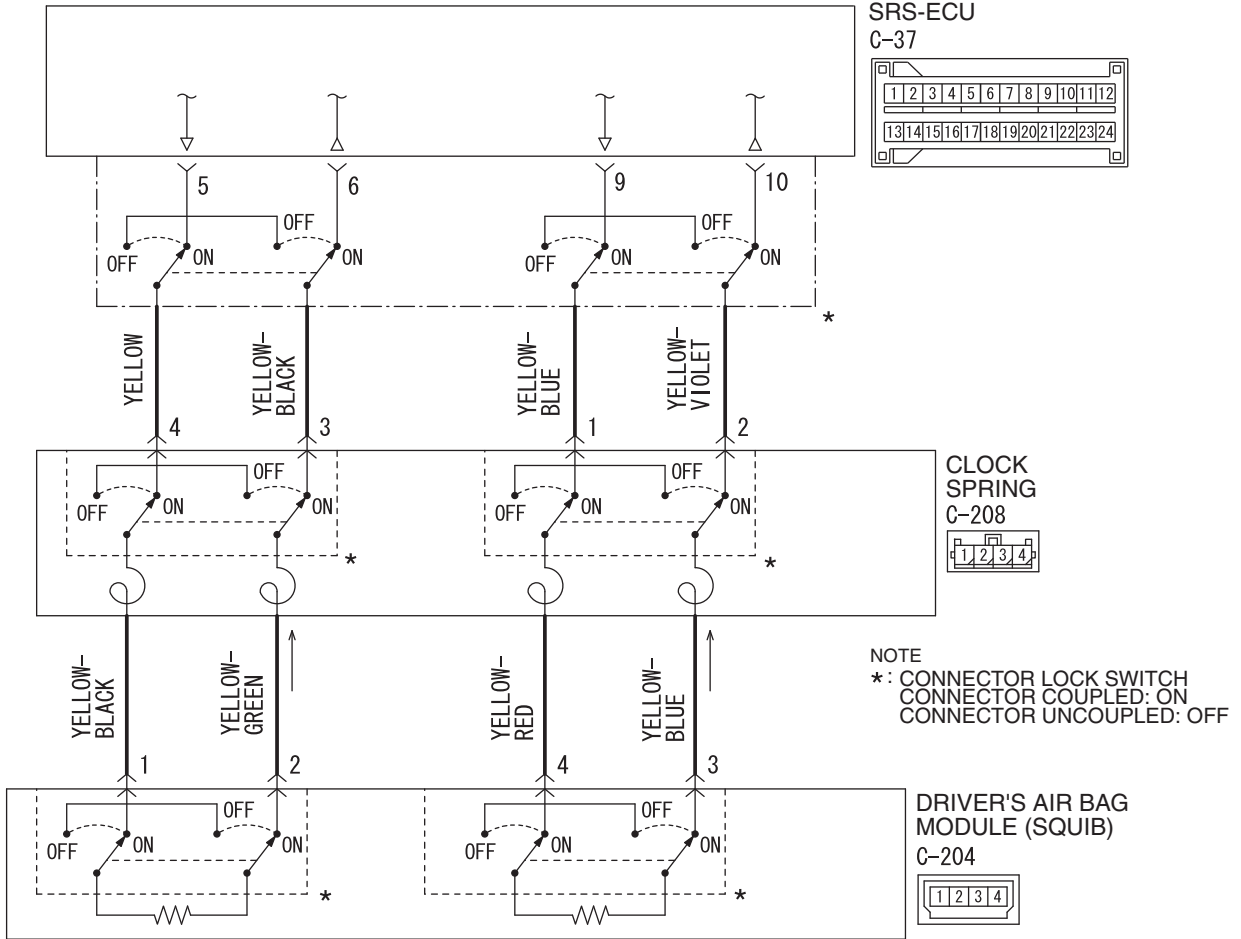 SRS-ECU
C-37
1 2 3 4 5 6 7 8 9 10 11 12
13 14 15 16 17 18 19 20 21 22 23 24
5 6 9 10
OFF OFF
OFF ON ON OFF ON ON
* 
YELLOW
YELLOW-
BLACK
YELLOW-
BLUE
YELLOW-
VIOLET
4 3 1 2
CLOCK
SPRING
C-208
1 2 3 4
OFF OFF
OFF ON ON OFF ON ON
* *
YELLOW-
BLACK
YELLOW-
GREEN
YELLOW-
RED
YELLOW-
BLUE
NOTE
*: CONNECTOR LOCK SWITCH
CONNECTOR COUPLED: ON
CONNECTOR UNCOUPLED: OFF
1 2 4 3
DRIVER'S AIR BAG
MODULE (SQUIB)
C-204
1 2 3 4
OFF OFF
OFF ON ON OFF ON ON
* *